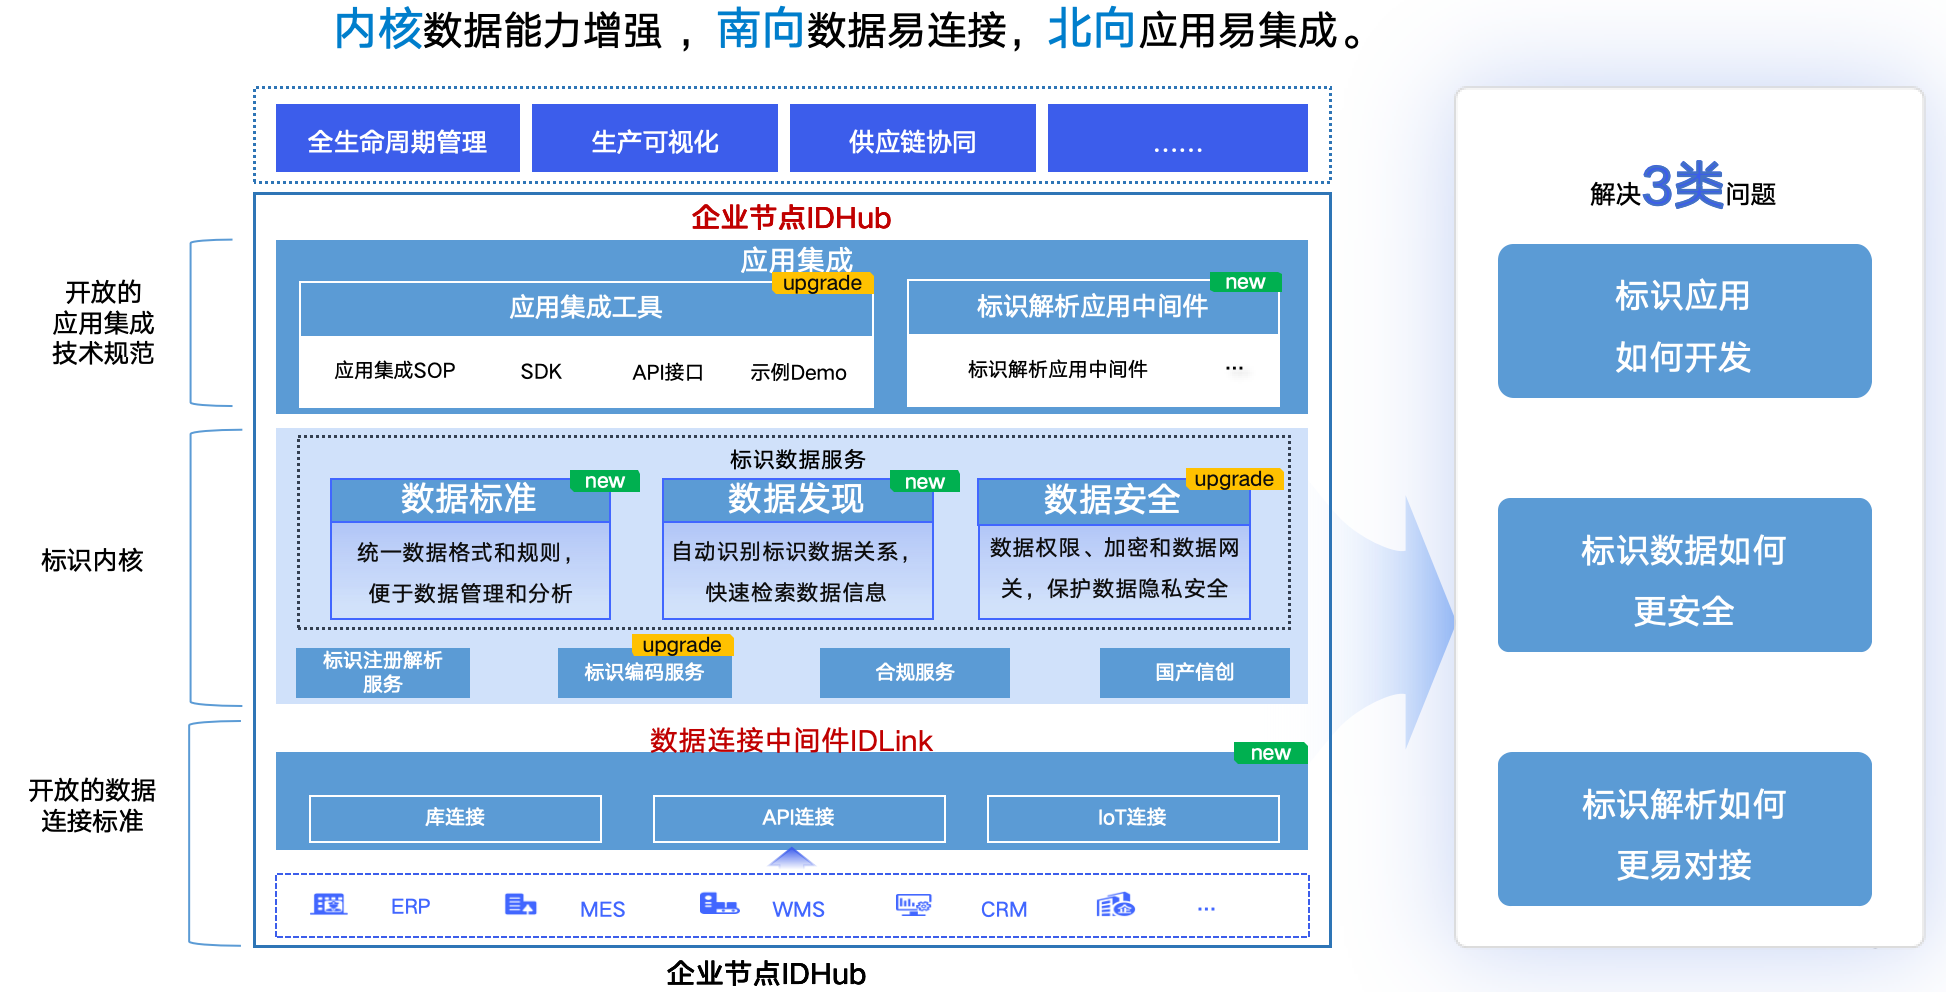 内核数据能力增强，南向数据易连接，北向应用易集成。
全生命周期管理
生产可视化
供应链协同
……
企业节点IDHub
开放的
应用集成
技术规范
应用集成
upgrade
应用集成工具
应用集成SOP
SDK
API接口
示例Demo
new
标识解析应用中间件
标识解析应用中间件
...
标识内核
标识数据服务
new
数据标准
统一数据格式和规则，
便于数据管理和分析
new
数据发现
自动识别标识数据关系，
快速检索数据信息
upgrade
数据安全
数据权限、加密和数据网
关，保护数据隐私安全
标识注册解析
服务
upgrade
标识编码服务
合规服务
国产信创
开放的数据
连接标准
数据连接中间件IDLink
new
库连接
API连接
IoT连接
ERP
MES
WMS
CRM
...
企业节点IDHub
解决3类问题
标识应用
如何开发
标识数据如何
更安全
标识解析如何
更易对接